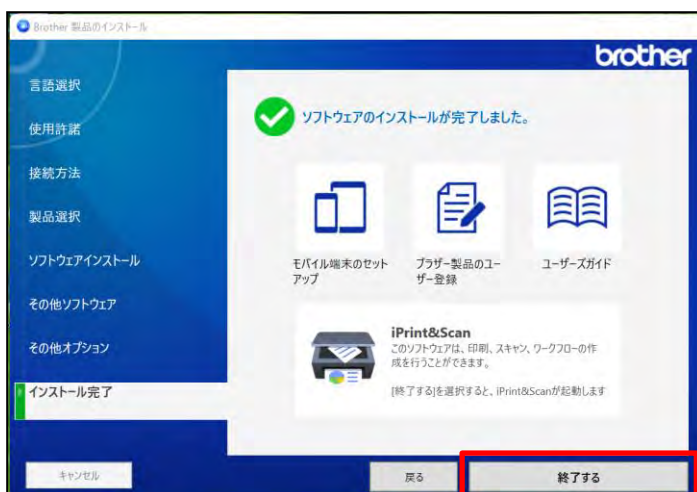 Brother 製品のインストール
brother
言語選択
使用許諾
接続方法
製品選択
ソフトウェアインストール
その他ソフトウェア
その他オプション
インストール完了
ソフトウェアのインストールが完了しました。
モバイル端末のセット
アップ
ブラザー製品のユー
ザー登録
ユーザーズガイド
iPrint&Scan
このソフトウェアは、印刷、スキャン、ワークフローの作
成を行うことができます。
[終了する]を選択すると、iPrint&Scanが起動します
キャンセル
戻る
終了する